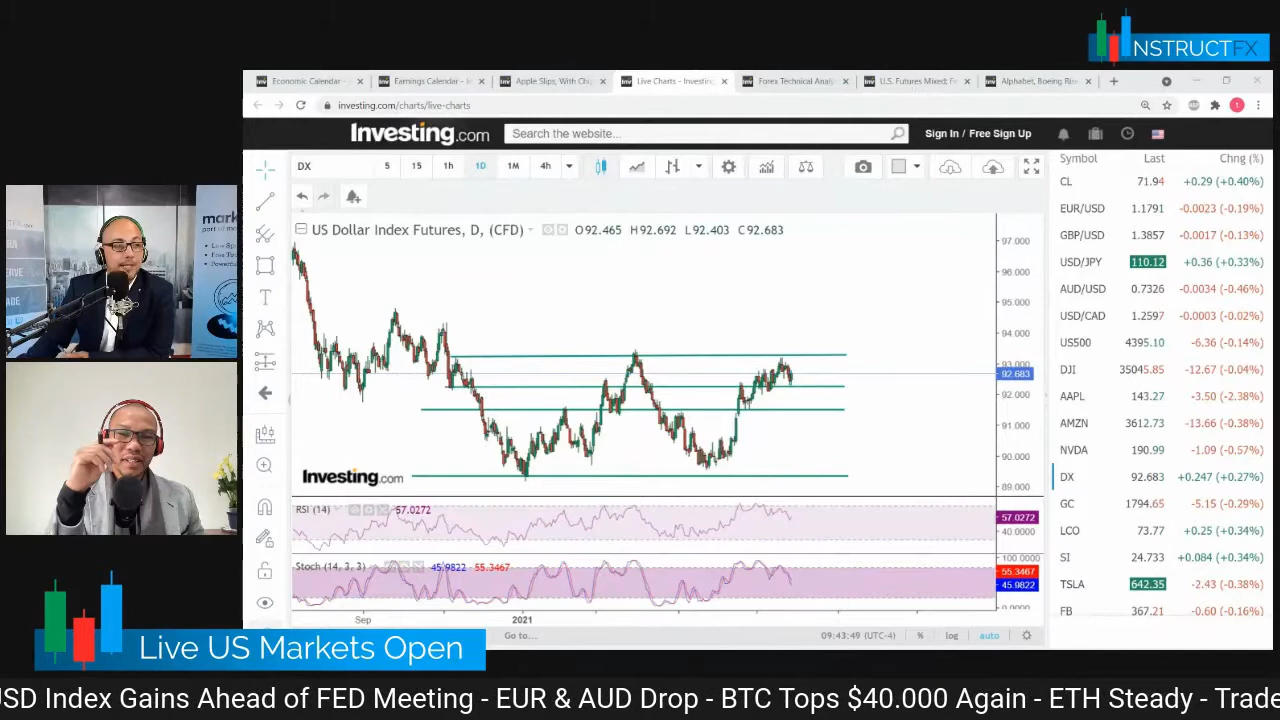 NSTRUCTFX
Economic Calendar -
Earnings Calendar - I
Apple Slips, With Chi
Live Charts - Investing
Forex Technical Analy
U.S. Futures Mixed; Fe
Alphabet, Boeing Rise
investing.com/charts/live-charts
Investing.com
Search the website...
Sign In / Free Sign Up
DX 5 15 1h 1D 1M 4h
US Dollar Index Futures, D, (CFD) O92.465 H92.692 L92.403 C92.683
97.000
96.000
95.000
94.000
93.000
92.683
92.000
91.000
90.000
89.000
Investing.com
RSI (14) 57.0272
57.0272
40.0000
Stoch (14, 3, 3) 45.9822 55.3467
100.0000
55.3467
45.9822
0.0000
Sep 2021
Go to... 09:43:49 (UTC-4) % log auto
Symbol Last Chng (%)
CL 71.94 +0.29 (+0.40%)
EUR/USD 1.1791 -0.0023 (-0.19%)
GBP/USD 1.3857 -0.0017 (-0.13%)
USD/JPY 110.12 +0.36 (+0.33%)
AUD/USD 0.7326 -0.0034 (-0.46%)
USD/CAD 1.2597 -0.0003 (-0.02%)
US500 4395.10 -6.36 (-0.14%)
DJI 35045.85 -12.67 (-0.04%)
AAPL 143.27 -3.50 (-2.38%)
AMZN 3612.73 -13.66 (-0.38%)
NVDA 190.99 -1.09 (-0.57%)
DX 92.683 +0.247 (+0.27%)
GC 1794.65 -5.15 (-0.29%)
LCO 73.77 +0.25 (+0.34%)
SI 24.733 +0.084 (+0.34%)
TSLA 642.35 -2.43 (-0.38%)
FB 367.21 -0.60 (-0.16%)
mark
Live US Markets Open
USD Index Gains Ahead of FED Meeting - EUR & AUD Drop - BTC Tops $40.000 Again - ETH Steady - Trade